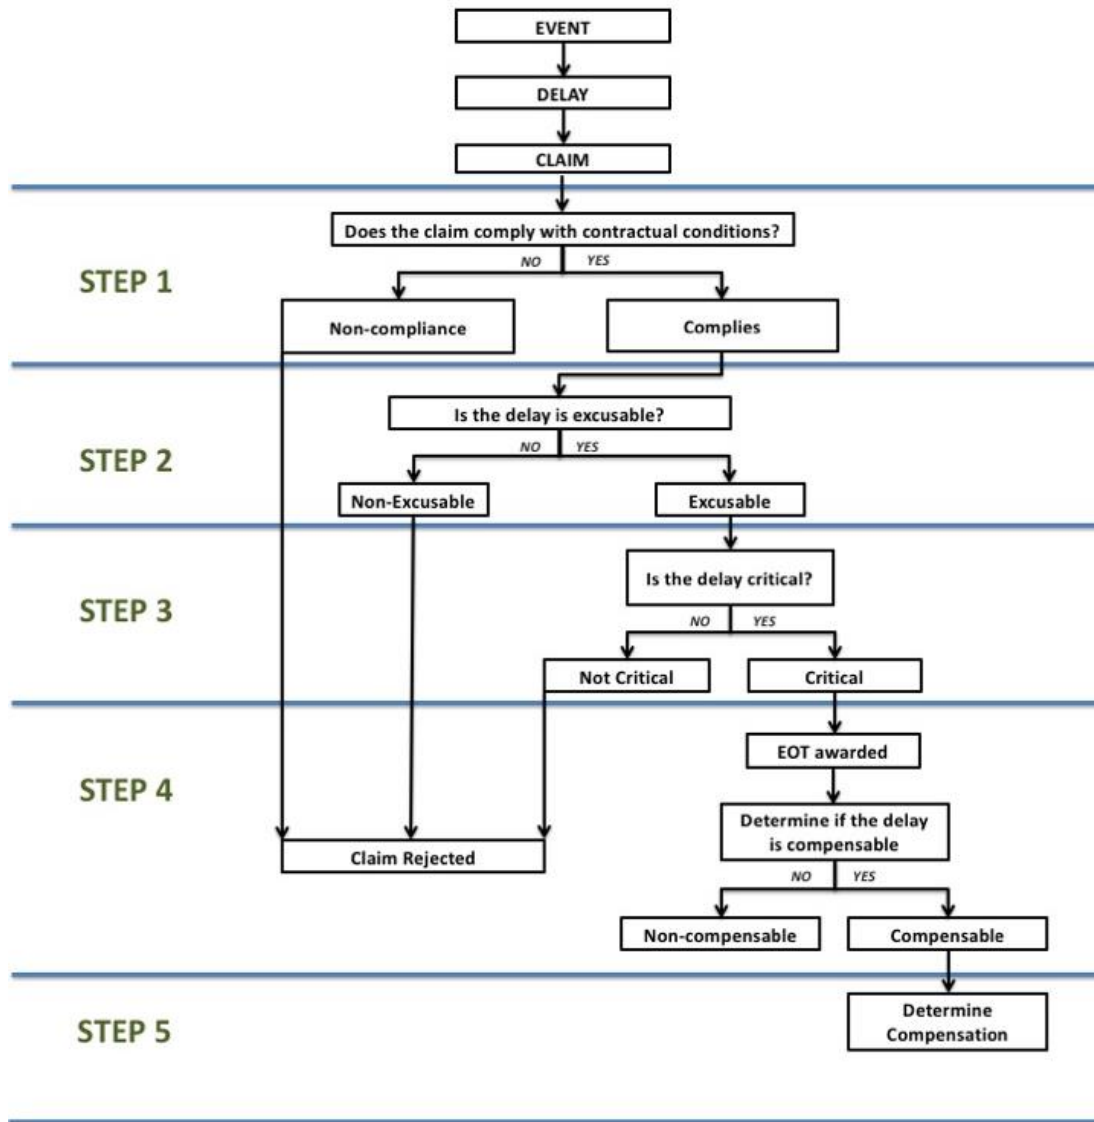 EVENT
DELAY
CLAIM
Does the claim comply with contractual conditions?
NO YES
STEP 1
Non-compliance
Complies
Is the delay is excusable?
NO YES
STEP 2
Non-Excusable
Excusable
Is the delay critical?
STEP 3
NO YES
Not Critical
Critical
EOT awarded
STEP 4
Determine if the delay
is compensable
Claim Rejected
NO YES
Non-compensable
Compensable
Determine
Compensation
STEP 5